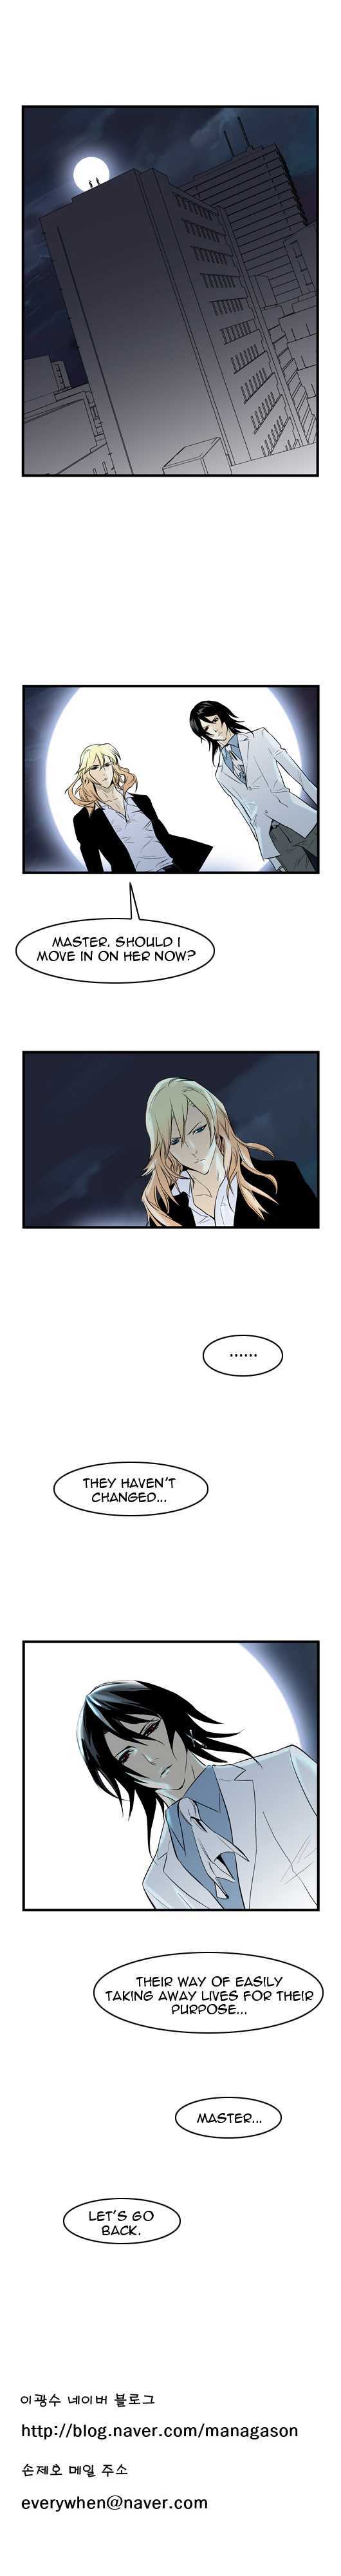 MASTER. SHOULD I
MOVE IN ON HER NOW?
......
THEY HAVEN'T
CHANGED...
THEIR WAY OF EASILY
TAKING AWAY LIVES FOR THEIR
PURPOSE...
MASTER...
LET'S GO
BACK.
이광수 네이버 블로그
http://blog.naver.com/managason
손제호 메일 주소
everywhen@naver.com